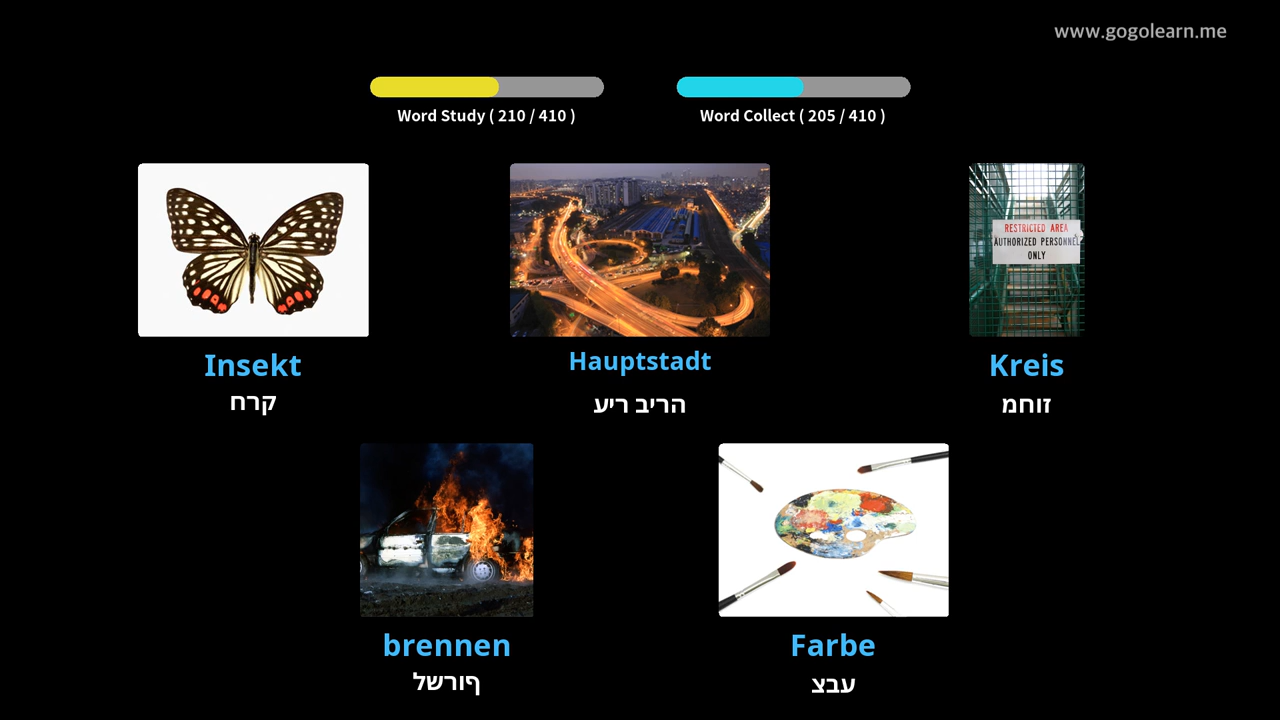 www.gogolearn.me
Word Study ( 210 / 410 )
Word Collect ( 205 / 410 )
RESTRICTED AREA
AUTHORIZED PERSONNEL
ONLY
Insekt
קרח
Hauptstadt
הריב ריע
Kreis
זוחמ
brennen
ףורשל
Farbe
עבצ